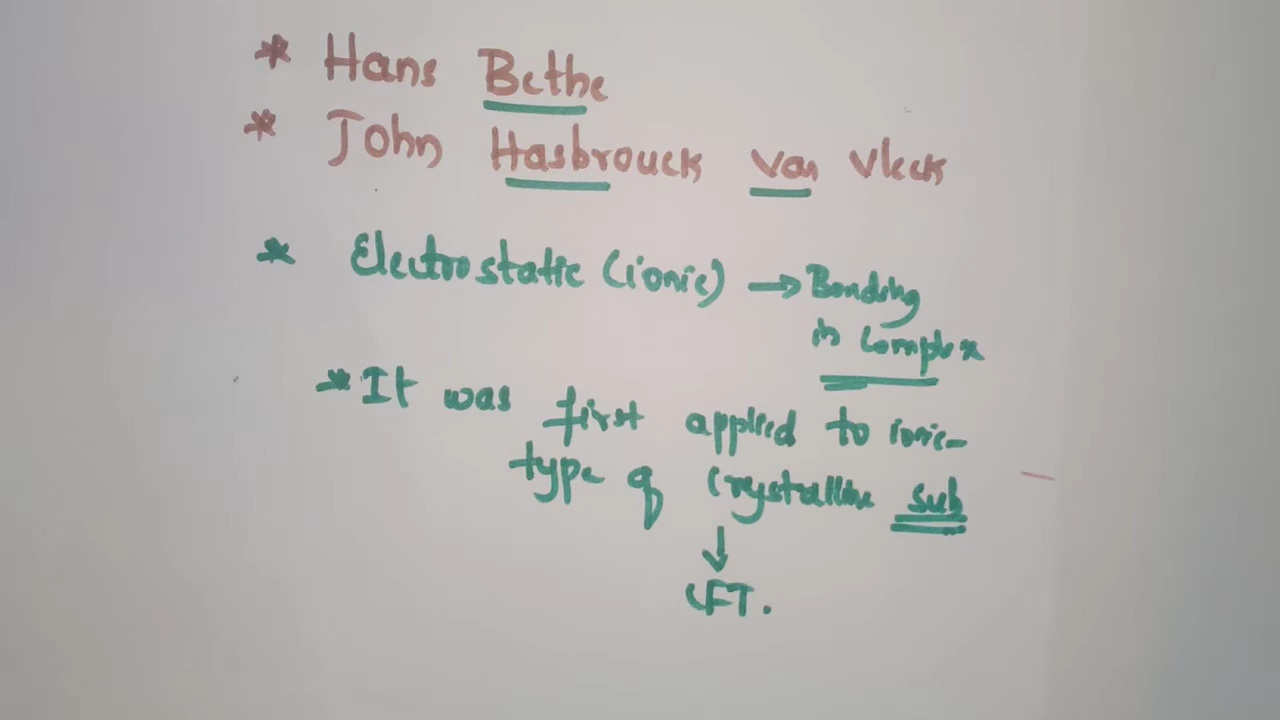 * Hans Bethe
* John Hasbrouck Van Vleck
* Electrostatic (ionic) → Bonding
in complex
* It was first applied to ionic-
type of crystalline sub
↓
CFT.